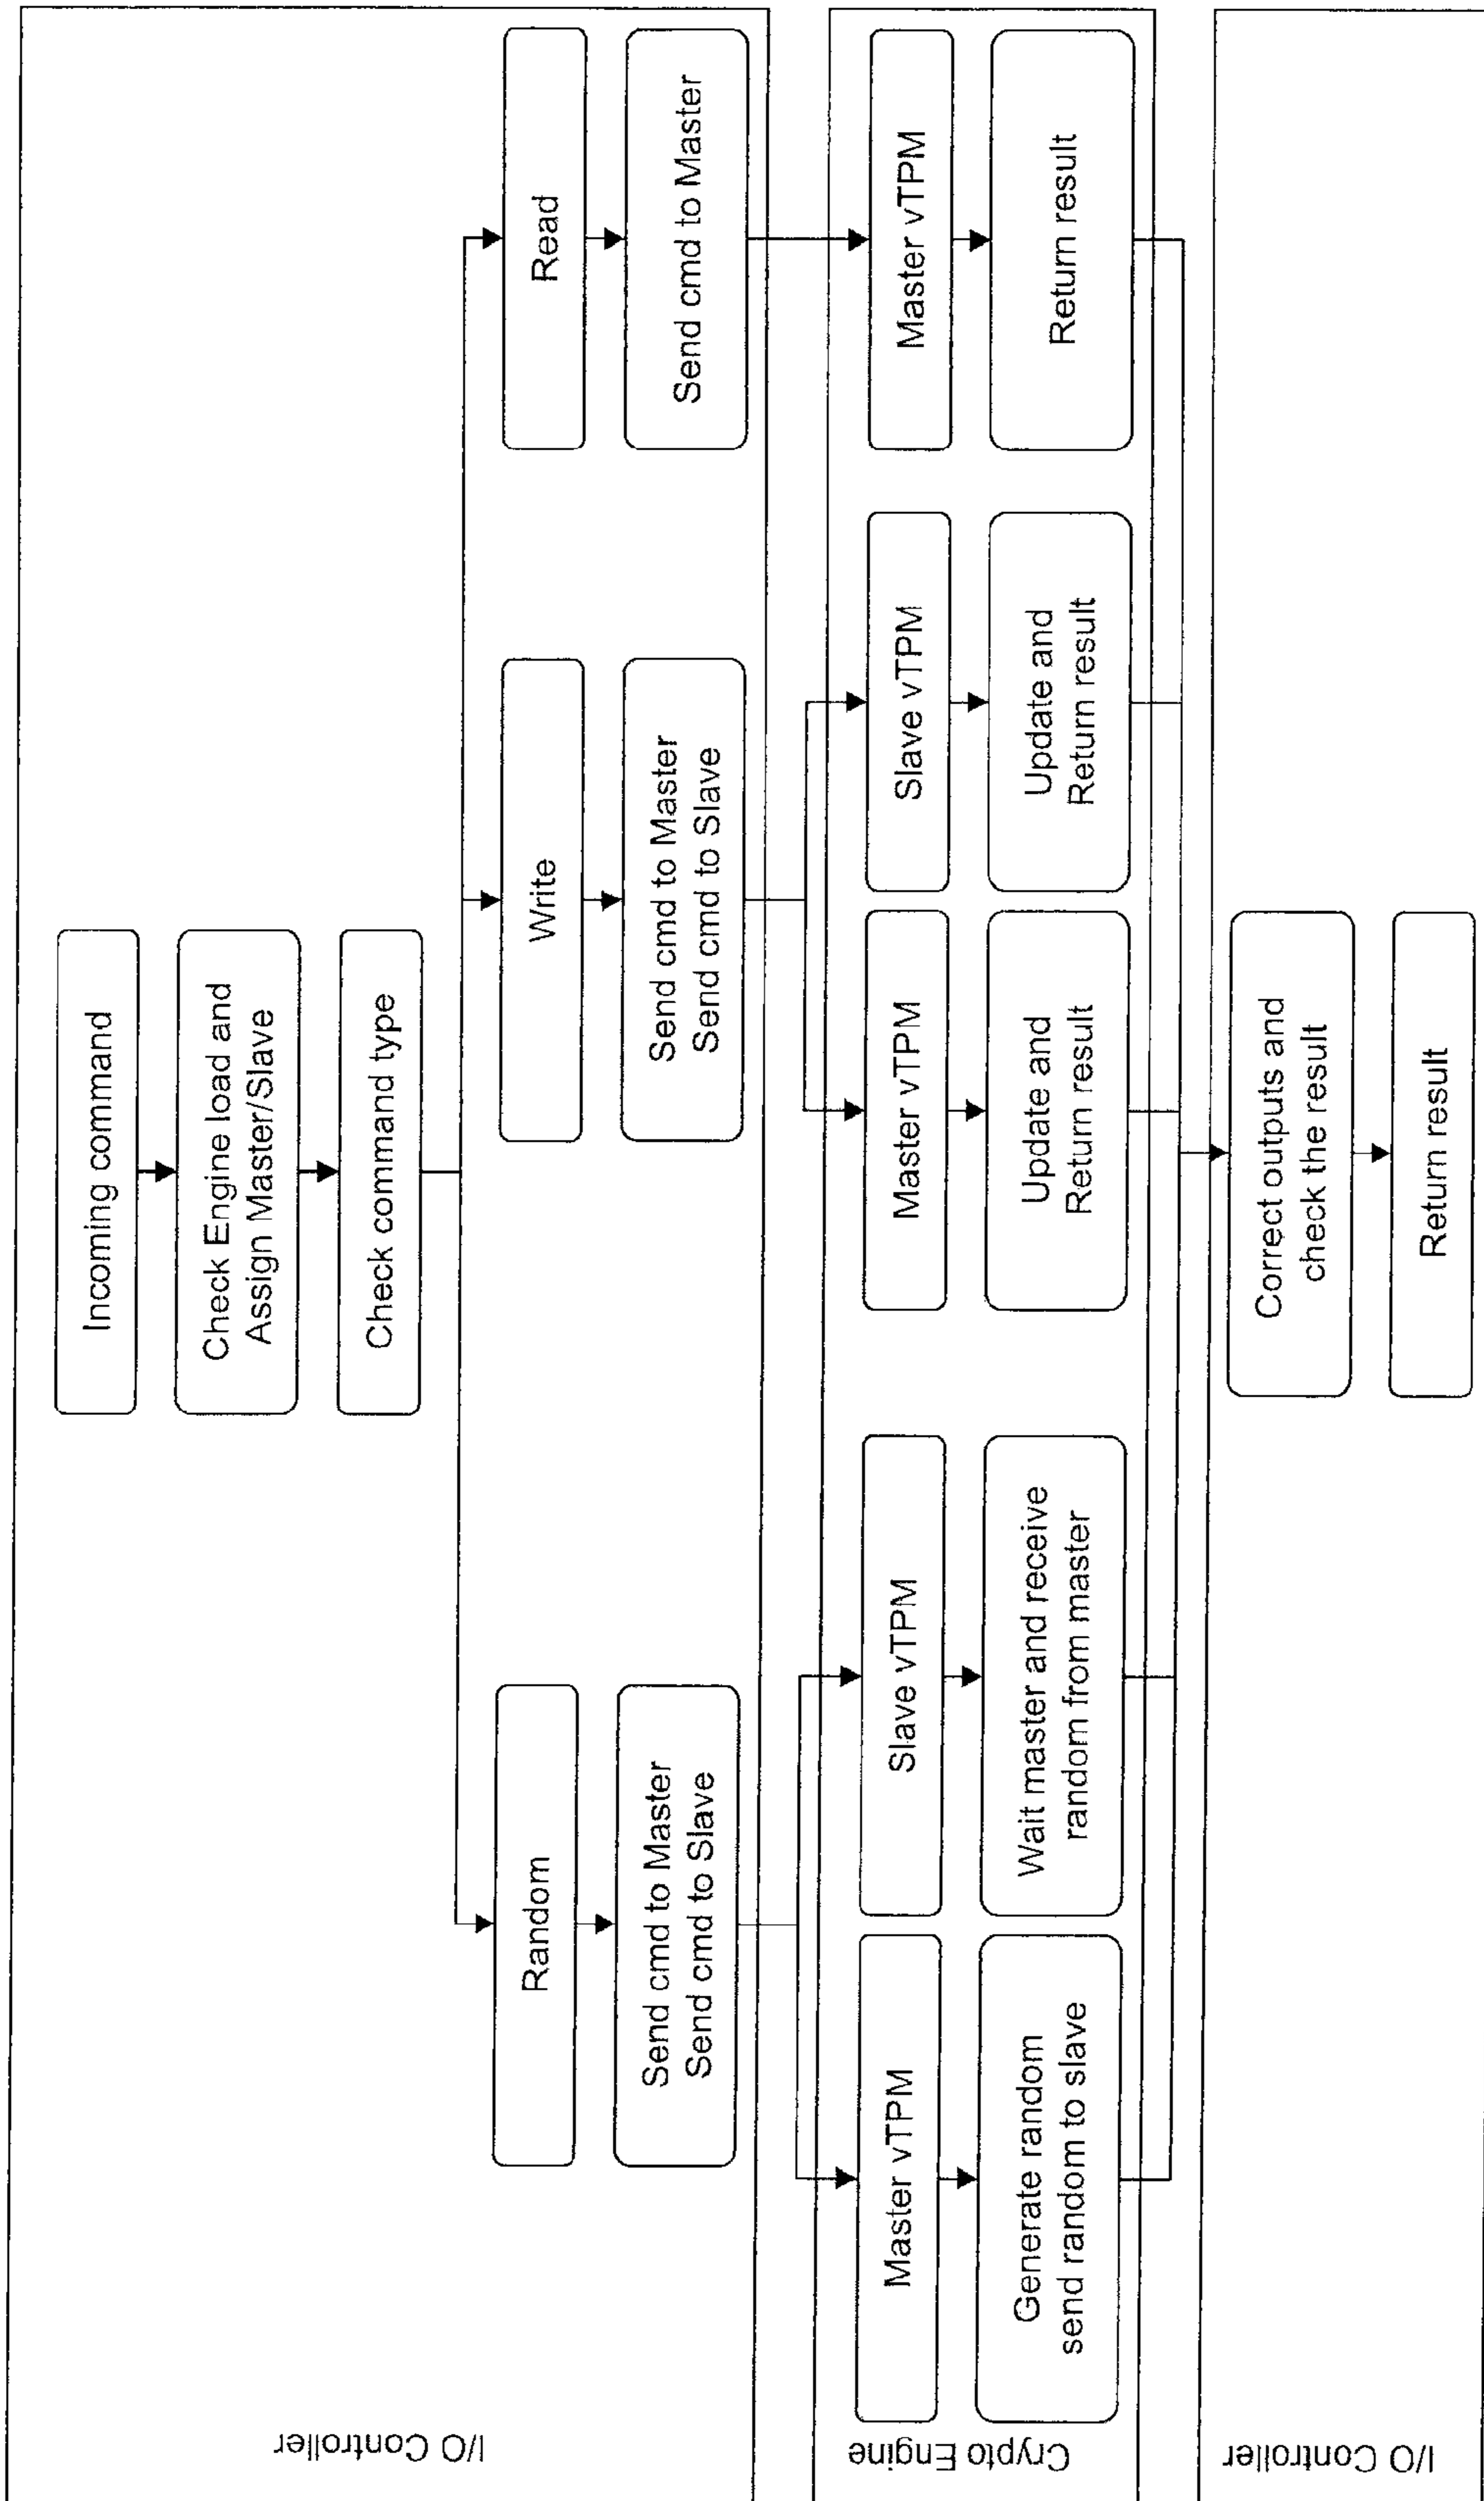 I/O Controller
Incoming command
Check Engine load and
Assign Master/Slave
Check command type
Random
Send cmd to Master
Send cmd to Slave
Write
Send cmd to Master
Send cmd to Slave
Read
Send cmd to Master
Crypto Engine
Master vTPM
Generate random
send random to slave
Slave vTPM
Wait master and receive
random from master
Master vTPM
Update and
Return result
Slave vTPM
Update and
Return result
Master vTPM
Return result
I/O Controller
Correct outputs and
check the result
Return result